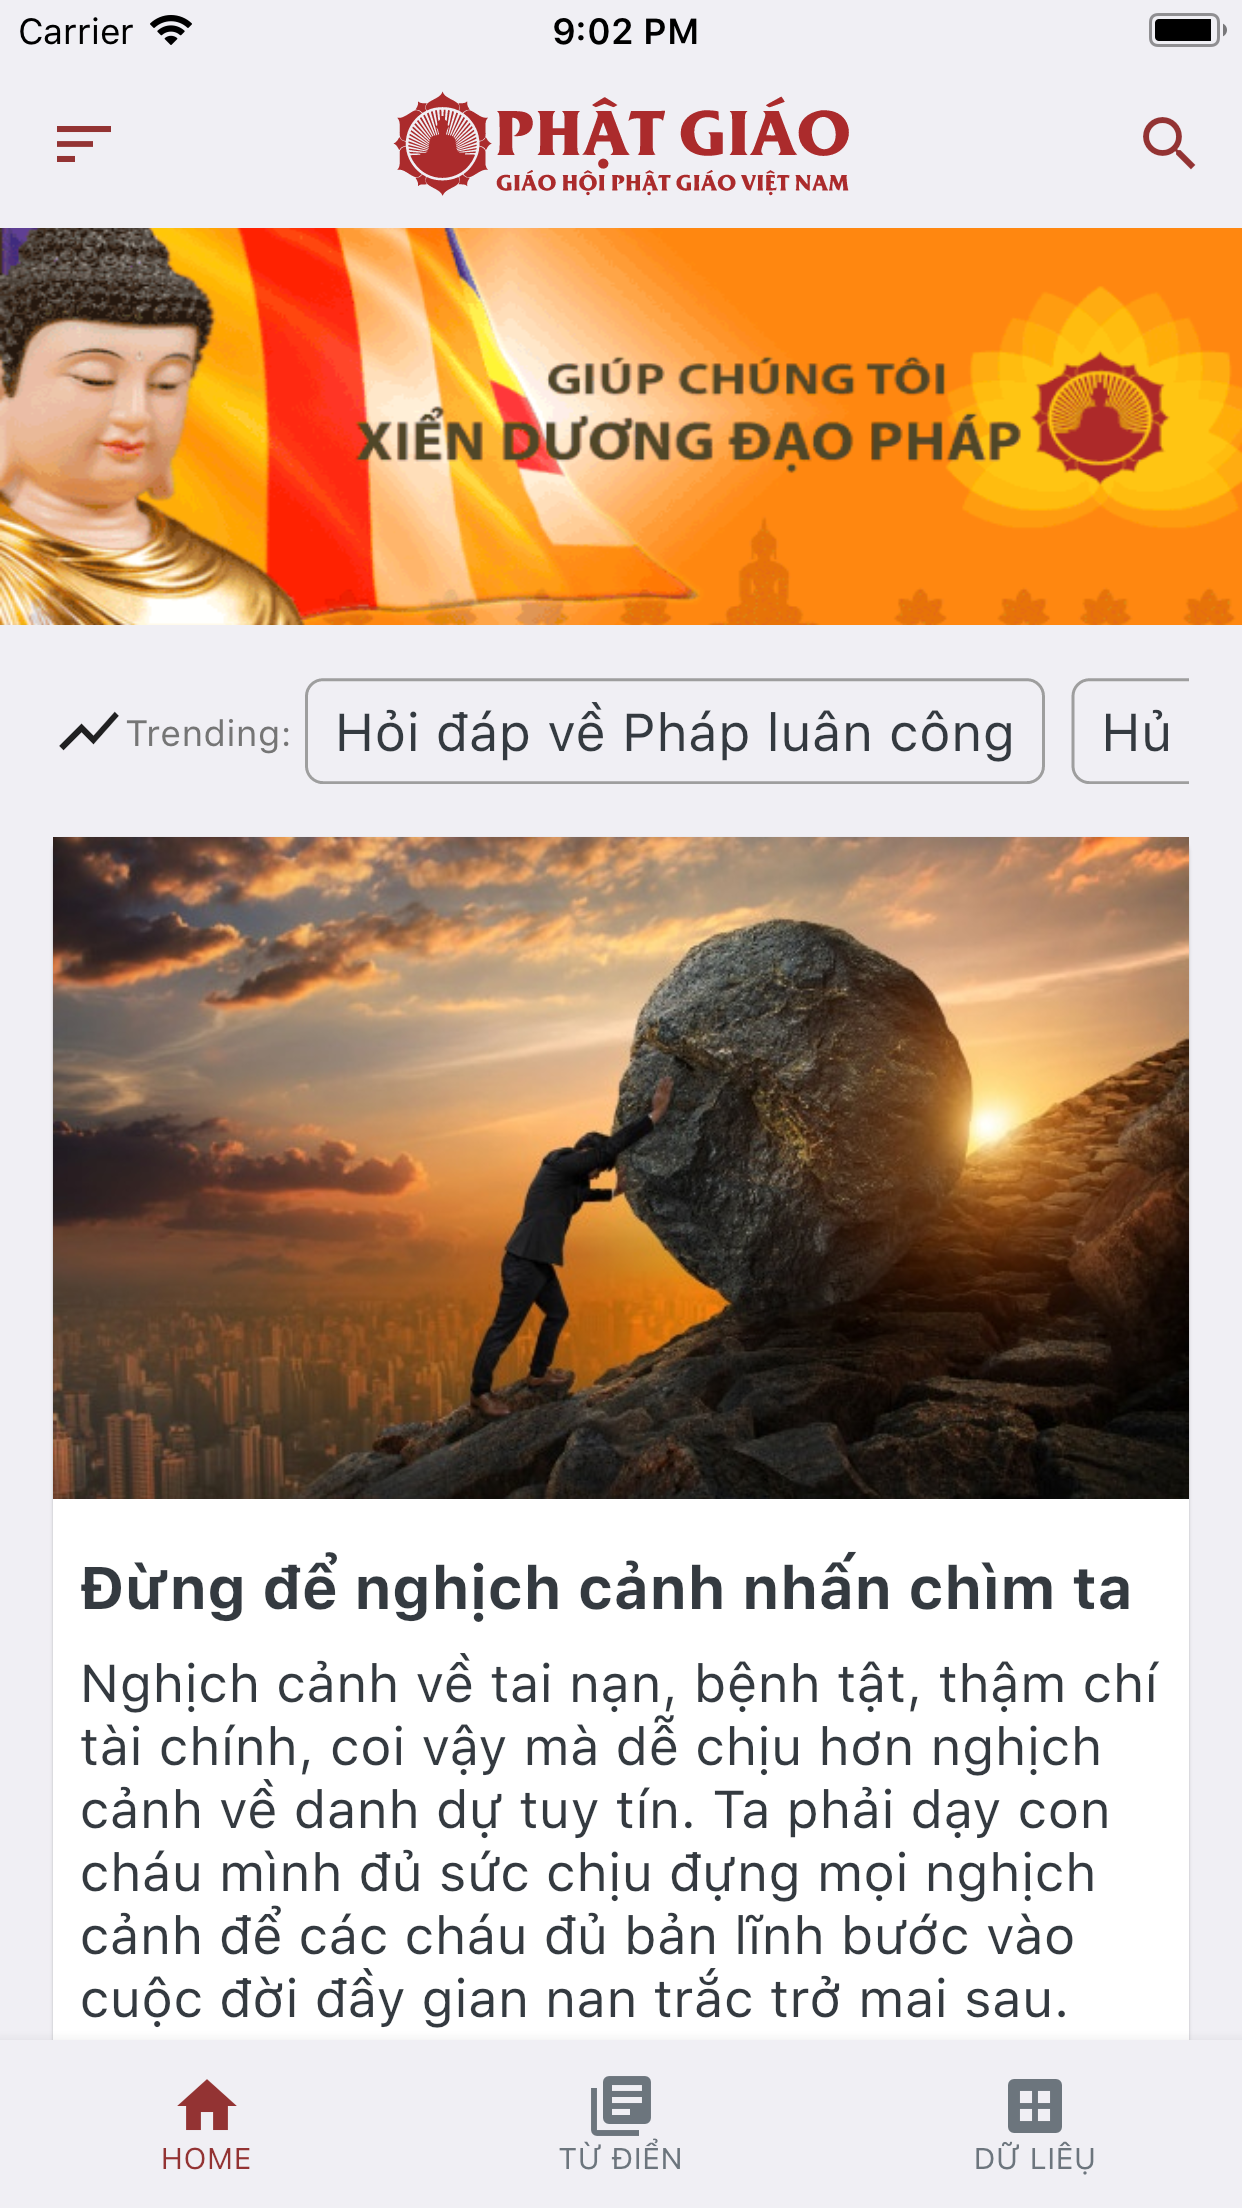 Carrier 9:02 PM
PHẬT GIÁO
GIÁO HỘI PHẬT GIÁO VIỆT NAM
GIÚP CHÚNG TÔI
XIỂN DƯƠNG ĐẠO PHÁP
Trending: Hỏi đáp về Pháp luân công Hủ
Đừng để nghịch cảnh nhấn chìm ta
Nghịch cảnh về tai nạn, bệnh tật, thậm chí
tài chính, coi vậy mà dễ chịu hơn nghịch
cảnh về danh dự tuy tín. Ta phải dạy con
cháu mình đủ sức chịu đựng mọi nghịch
cảnh để các cháu đủ bản lĩnh bước vào
cuộc đời đầy gian nan trắc trở mai sau.
HOME TỪ ĐIỂN DỮ LIÊỤ